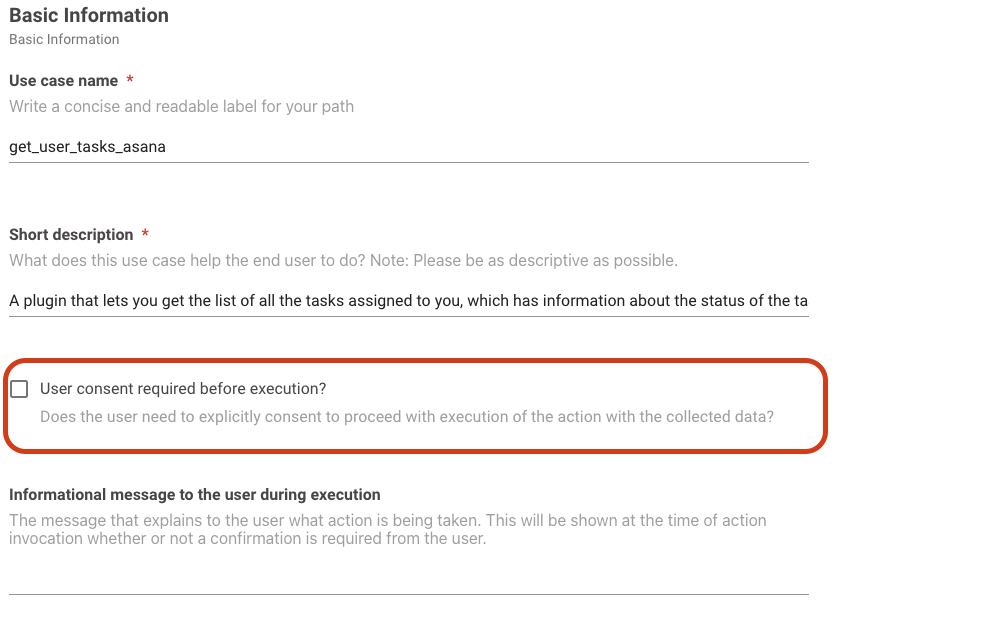 Basic Information
Basic Information
Use case name *
Write a concise and readable label for your path
get_user_tasks_asana
Short description *
What does this use case help the end user to do? Note: Please be as descriptive as possible.
A plugin that lets you get the list of all the tasks assigned to you, which has information about the status of the ta
User consent required before execution?
Does the user need to explicitly consent to proceed with execution of the action with the collected data?
Informational message to the user during execution
The message that explains to the user what action is being taken. This will be shown at the time of action
invocation whether or not a confirmation is required from the user.